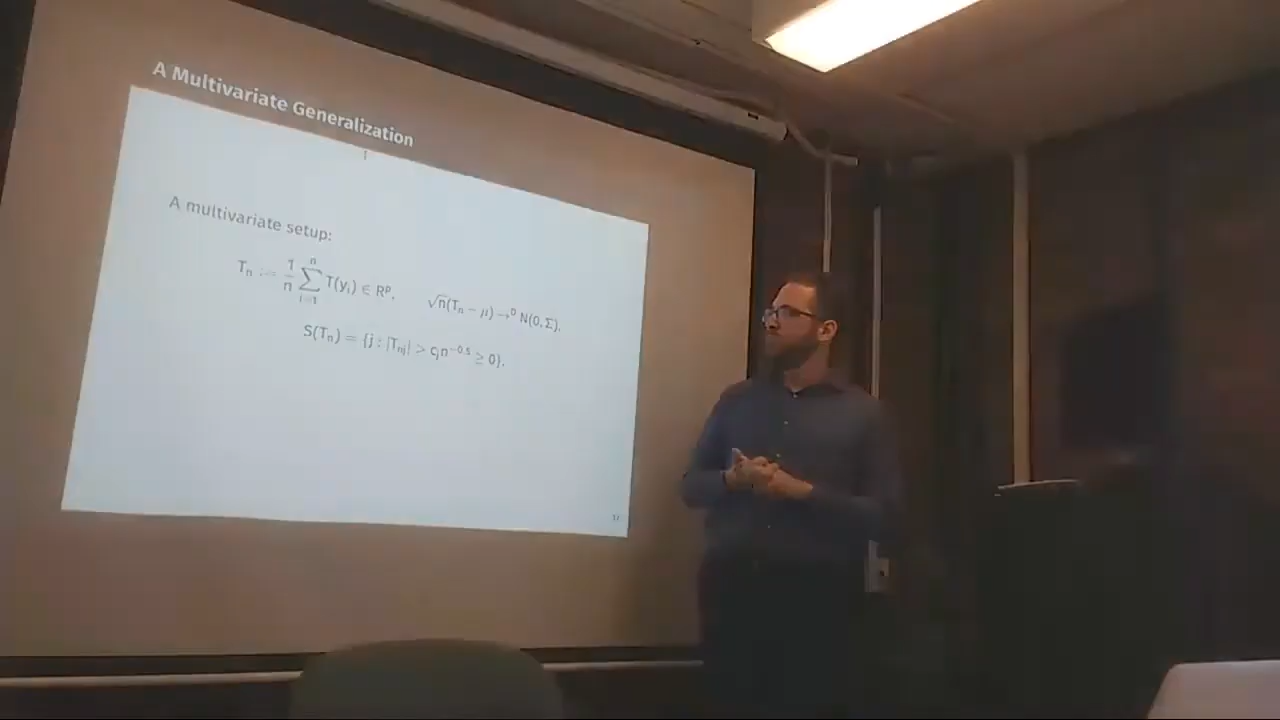 A Multivariate Generalization
A multivariate setup:
Tₙ := 1/n ∑ᵢ₌₁ⁿ T(yᵢ) ∈ Rᵖ, √n(Tₙ − μ) →ᴰ N(0, Σ).
S(Tₙ) = {j : |Tₙⱼ| > cⱼn⁻⁰·⁵ ≥ 0}.